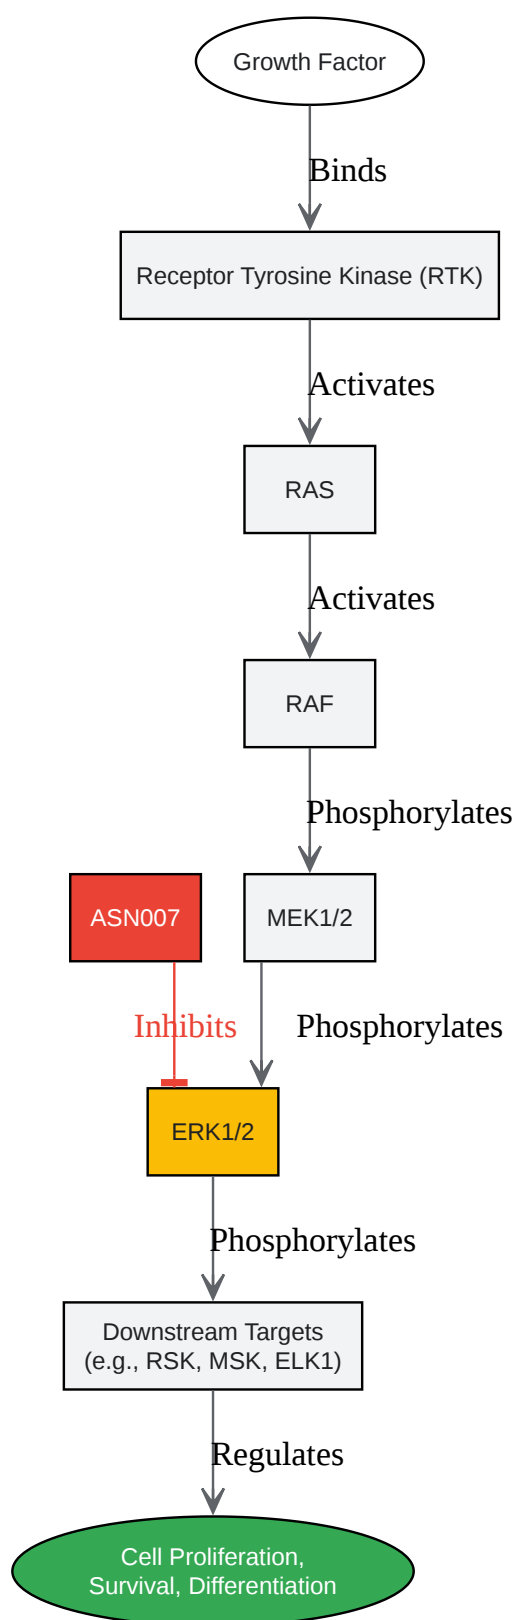 Growth Factor
Binds
Receptor Tyrosine Kinase (RTK)
Activates
RAS
Activates
RAF
Phosphorylates
ASN007
MEK1/2
Inhibits
Phosphorylates
ERK1/2
Phosphorylates
Downstream Targets
(e.g., RSK, MSK, ELK1)
Regulates
Cell Proliferation,
Survival, Differentiation